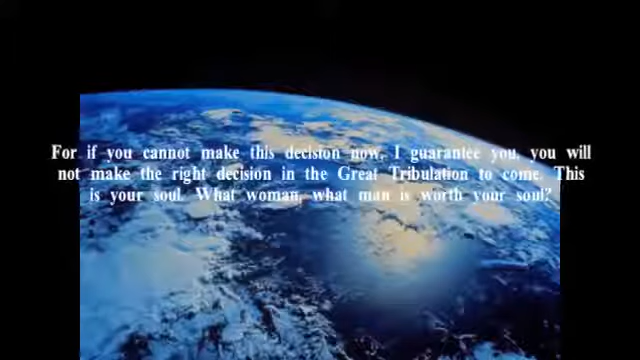 For if you cannot make this decision now, I guarantee you, you will
not make the right decision in the Great Tribulation to come. This
is your soul. What woman, what man is worth your soul?